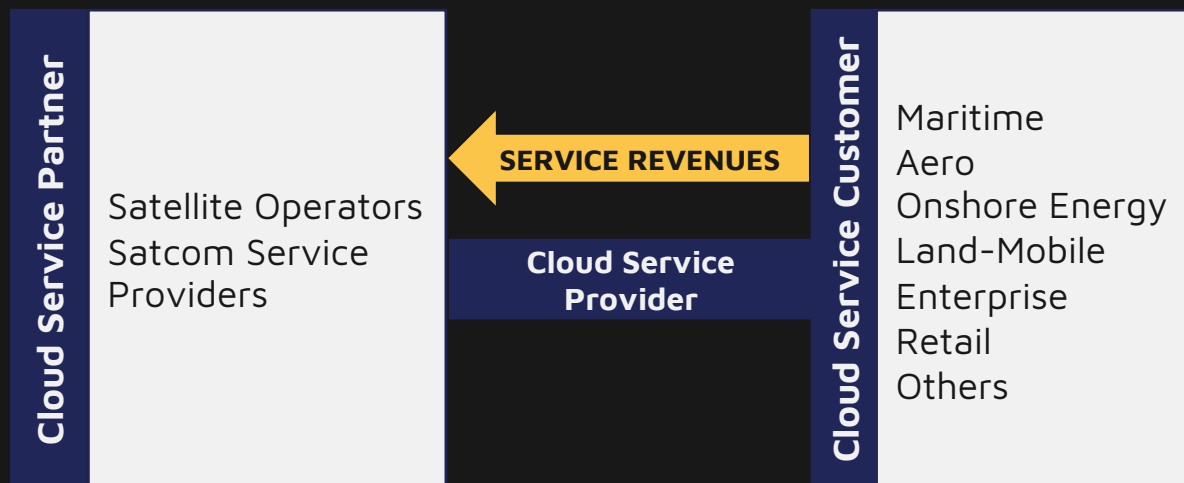 Cloud Service Partner
Satellite Operators
Satcom Service
Providers
SERVICE REVENUES
Cloud Service
Provider
Cloud Service Customer
Maritime
Aero
Onshore Energy
Land-Mobile
Enterprise
Retail
Others